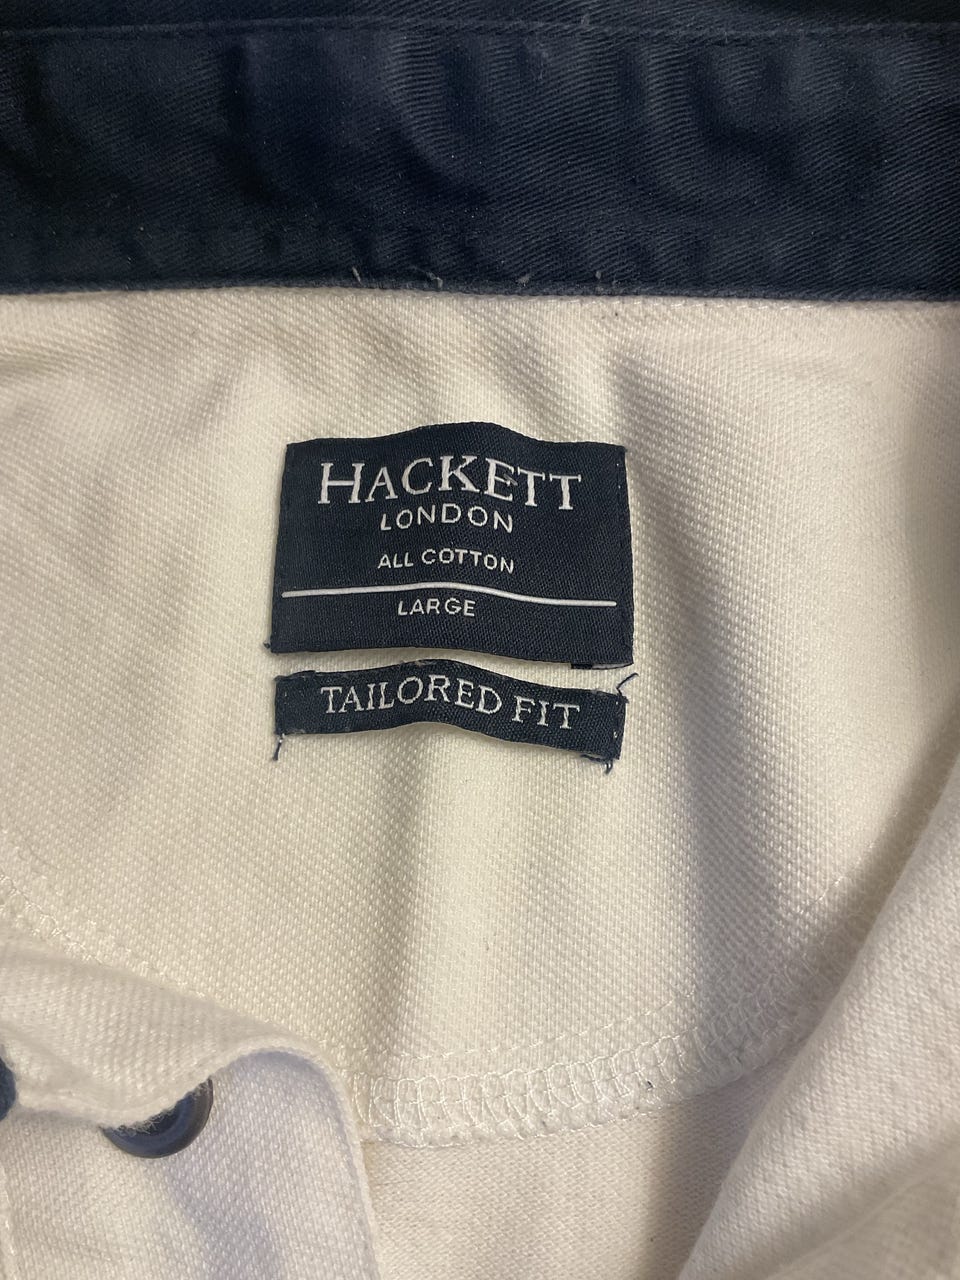 HACKETT
LONDON
ALL COTTON
LARGE
TAILORED FIT